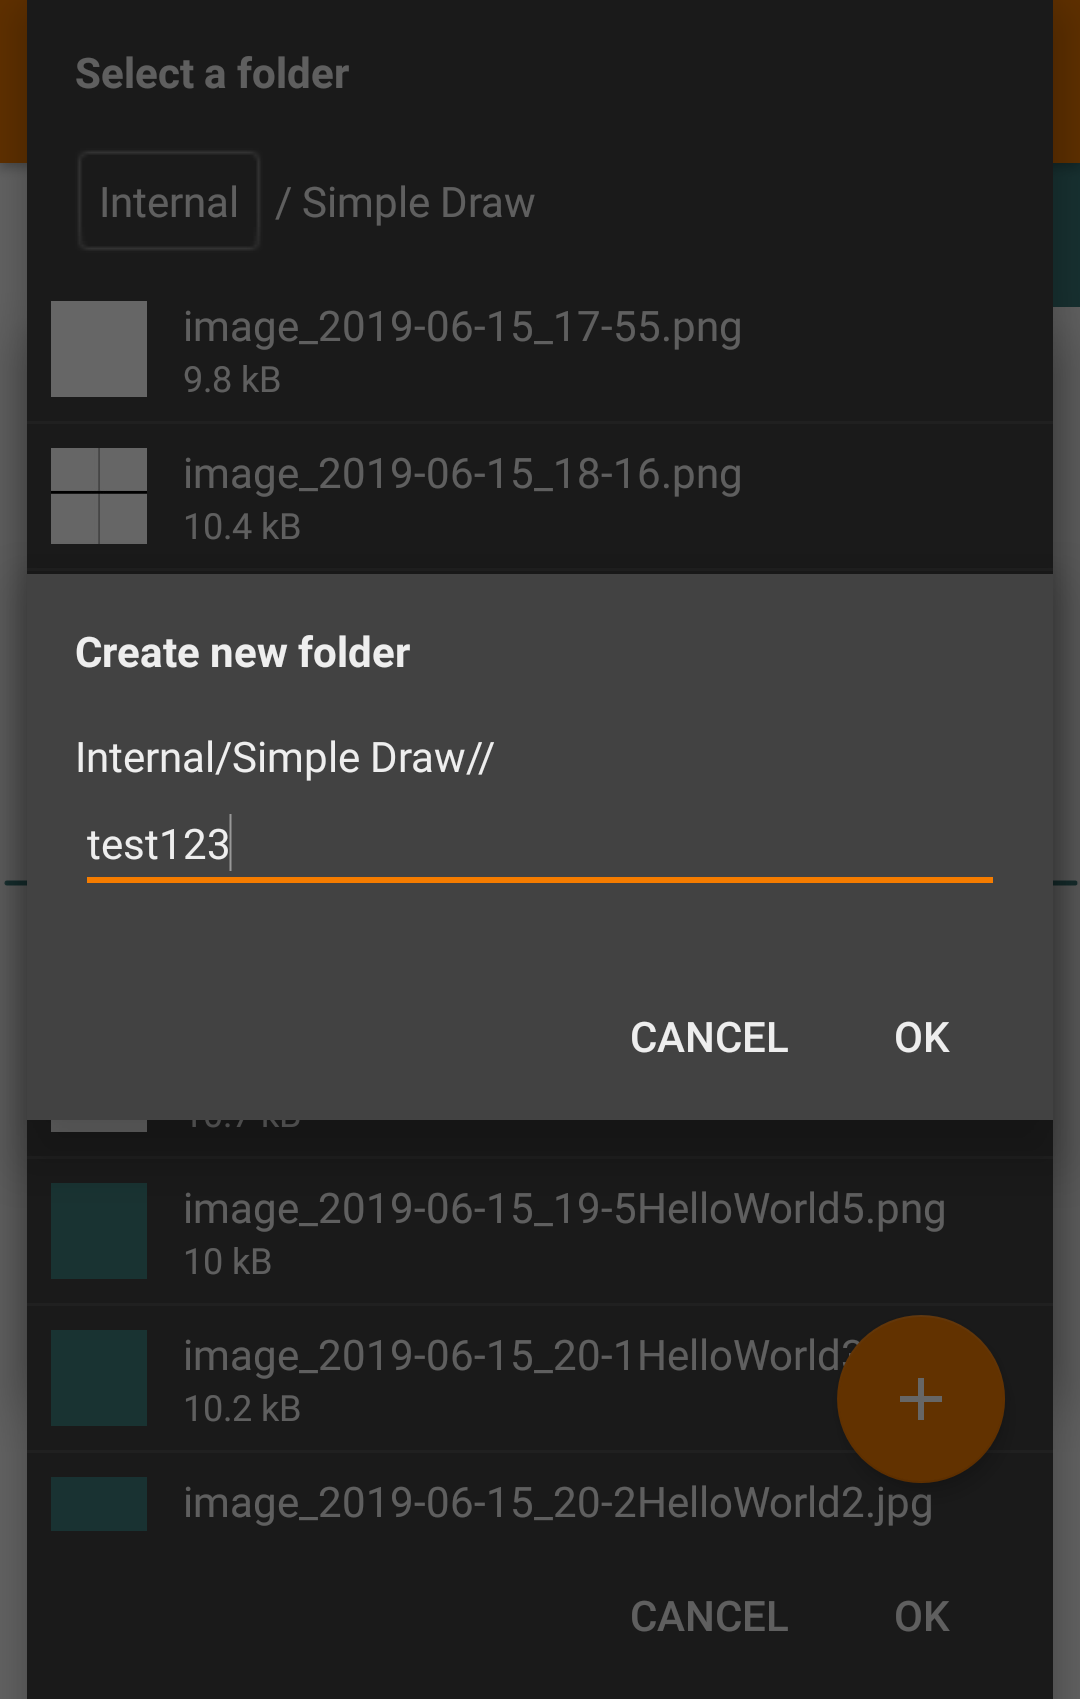 Select a folder
Internal / Simple Draw
image_2019-06-15_17-55.png
9.8 kB
image_2019-06-15_18-16.png
10.4 kB
Create new folder
Internal/Simple Draw//
test123
CANCEL OK
kB
image_2019-06-15_19-5HelloWorld5.png
10 kB
image_2019-06-15_20-1HelloWorld
10.2 kB
image_2019-06-15_20-2HelloWorld2.jpg
CANCEL OK